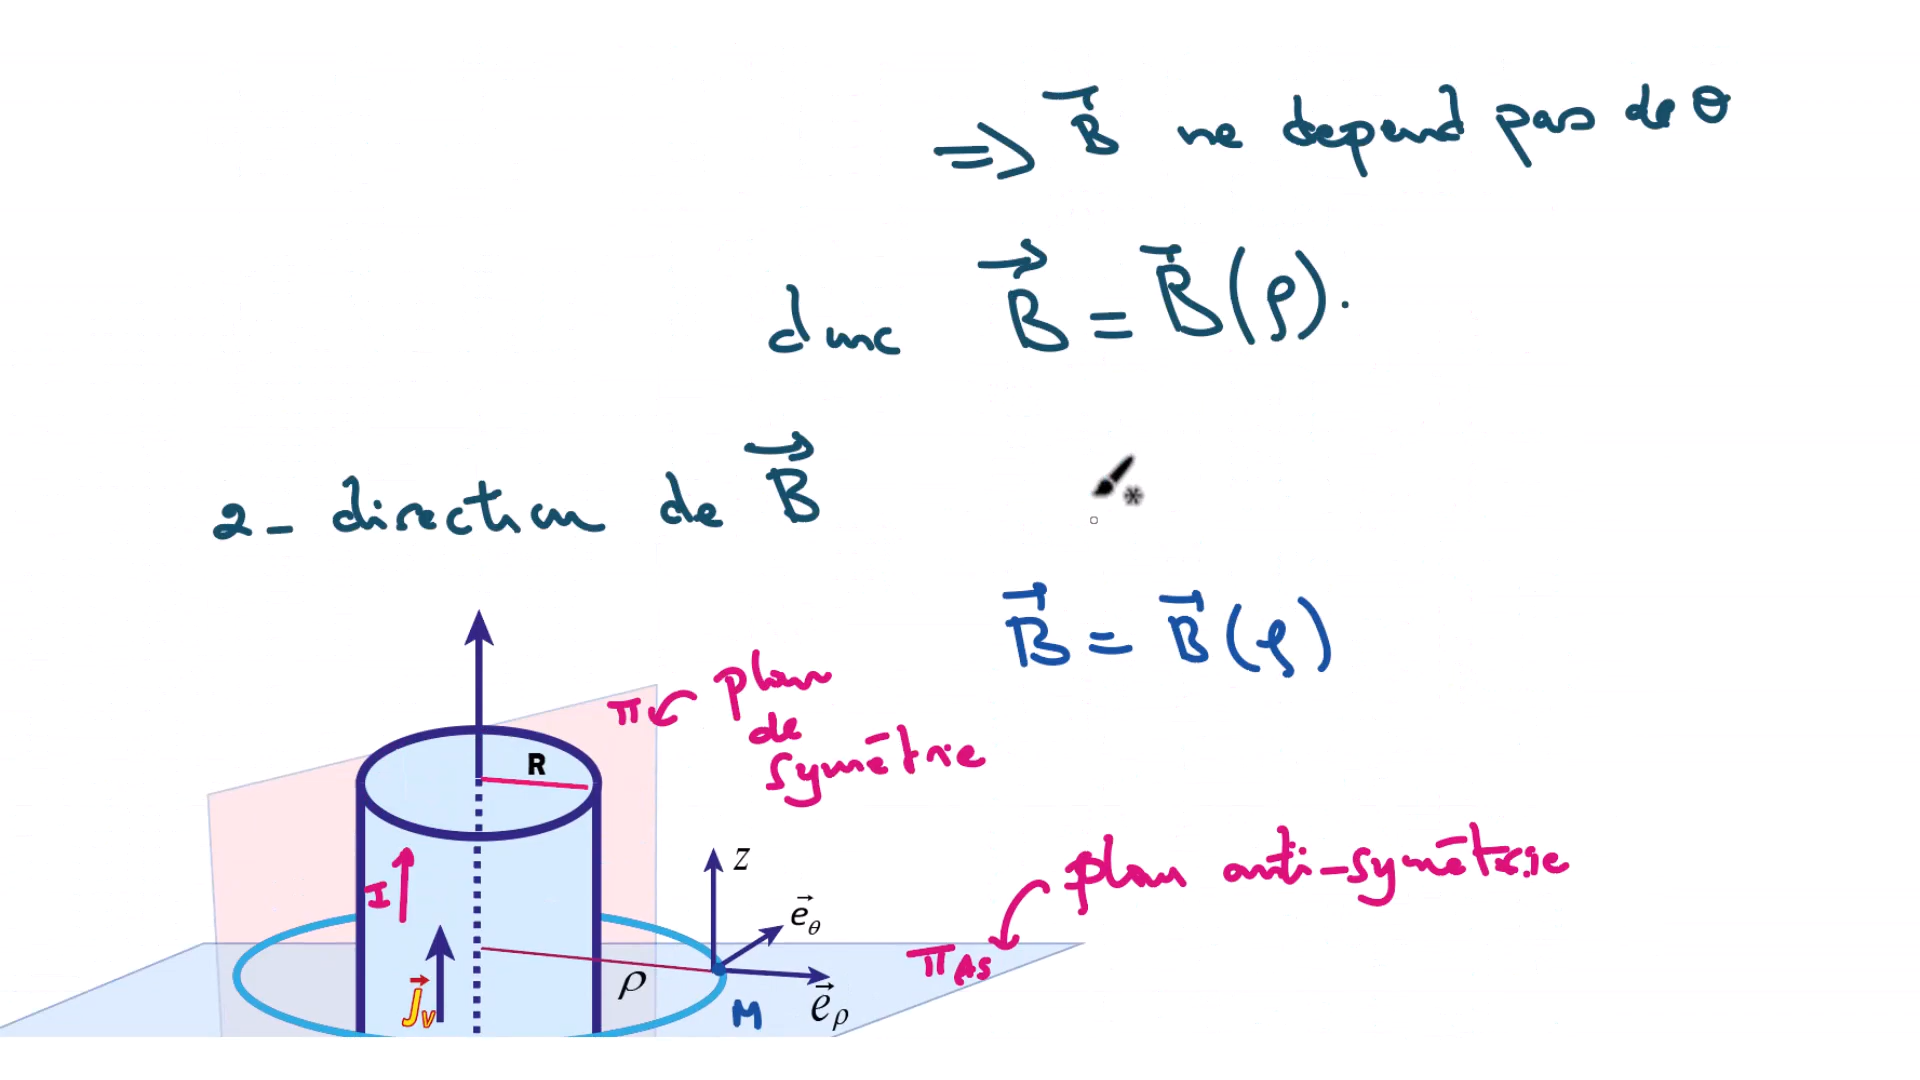 => B⃗ ne depend pas de θ
donc B⃗ = B⃗(ρ).
2- direction de B⃗
B⃗ = B⃗(ρ)
π plan
de
symétrie
R
z
plan anti-symétrie
I
e⃗θ
πAS
ρ
j⃗v
M
e⃗ρ